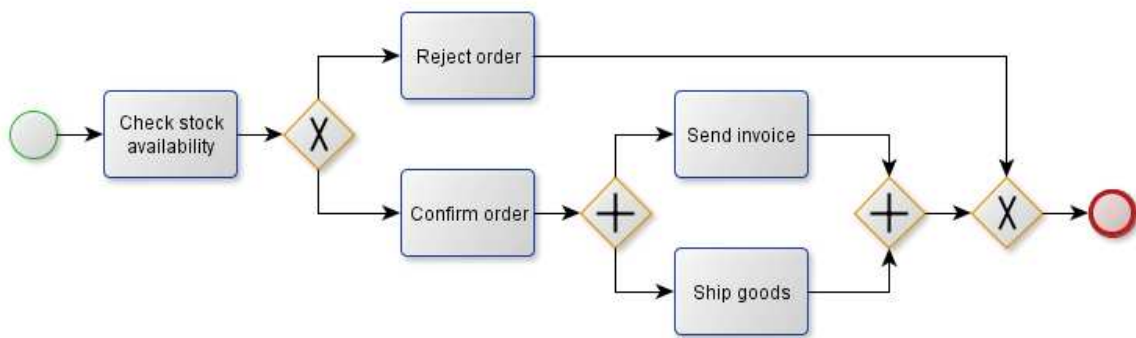 Check stock
availability
X
Reject order
Confirm order
Send invoice
Ship goods
X